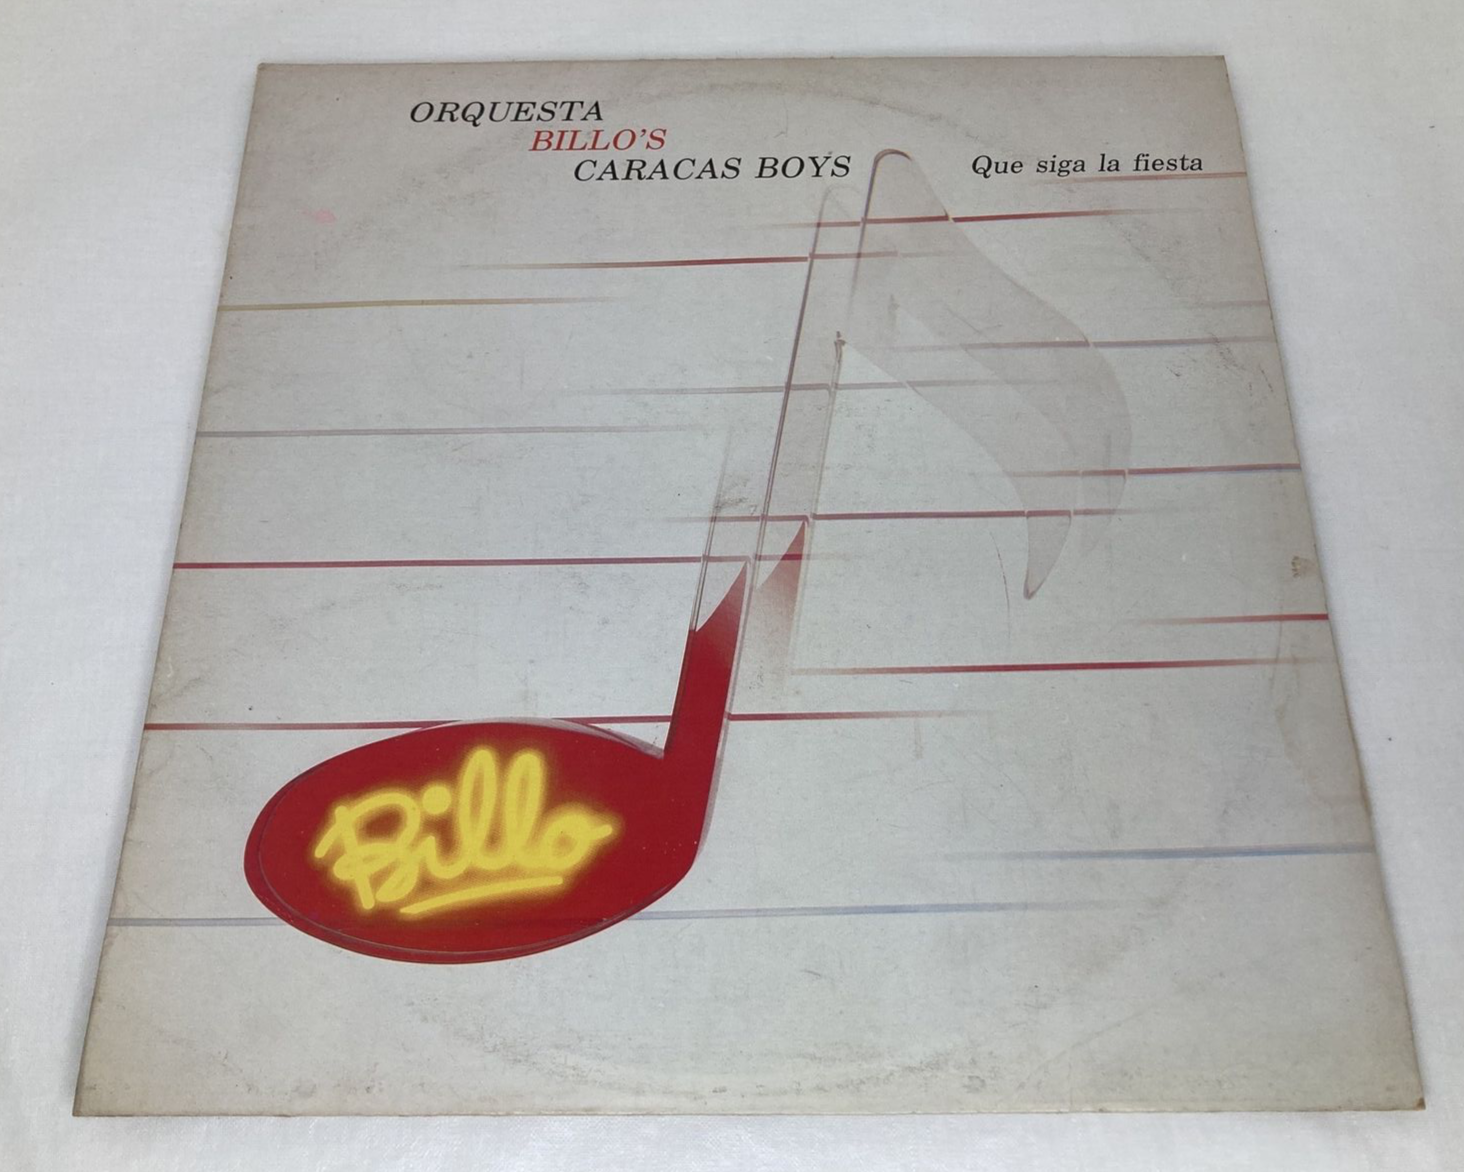 ORQUESTA
BILLO'S
CARACAS BOYS
Que siga la fiesta
Billo